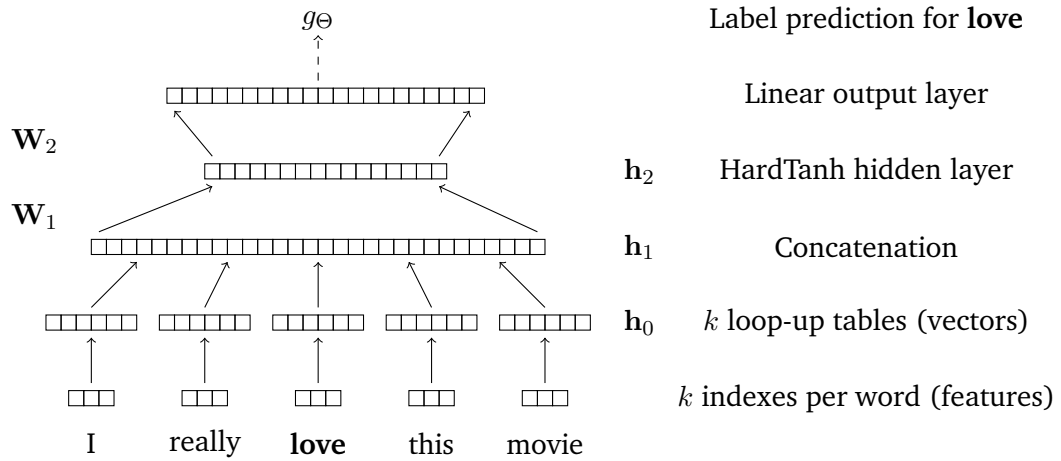 g_Θ Label prediction for love
Linear output layer
W_2
h_2 HardTanh hidden layer
W_1
h_1 Concatenation
h_0 k loop-up tables (vectors)
k indexes per word (features)
I really love this movie